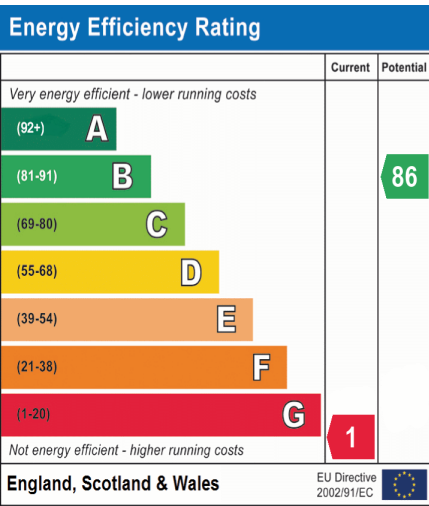 Energy Efficiency Rating
Current Potential
Very energy efficient - lower running costs
(92+) A
(81-91) B 86
(69-80) C
(55-68) D
(39-54) E
(21-38) F
(1-20) G 1
Not energy efficient - higher running costs
England, Scotland & Wales
EU Directive
2002/91/EC